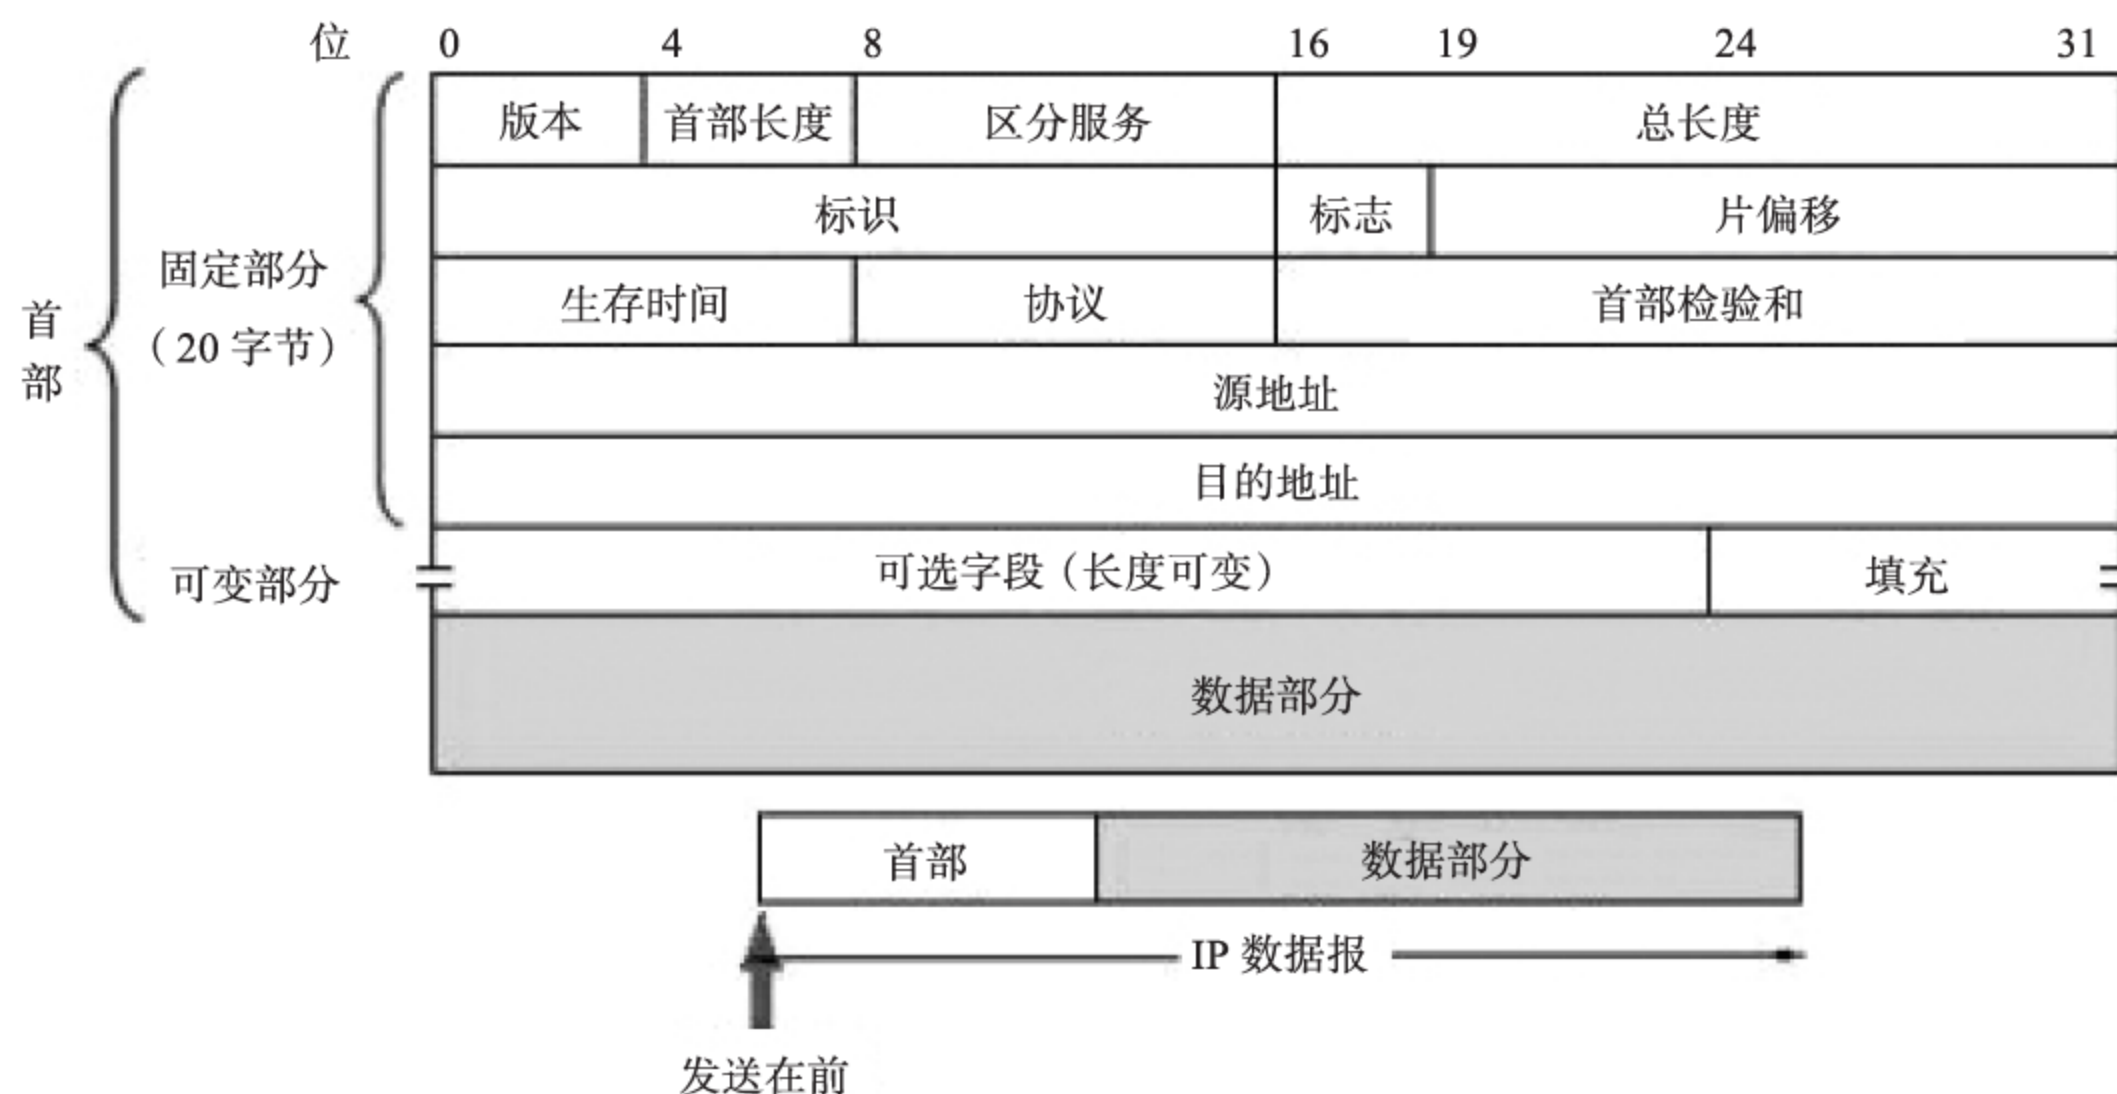 位 0 4 8 16 19 24 31
版本 首部长度 区分服务 总长度
标识 标志 片偏移
生存时间 协议 首部检验和
源地址
目的地址
可选字段（长度可变） 填充
数据部分
首部
固定部分
（20 字节）
可变部分
首部 数据部分
IP 数据报
发送在前